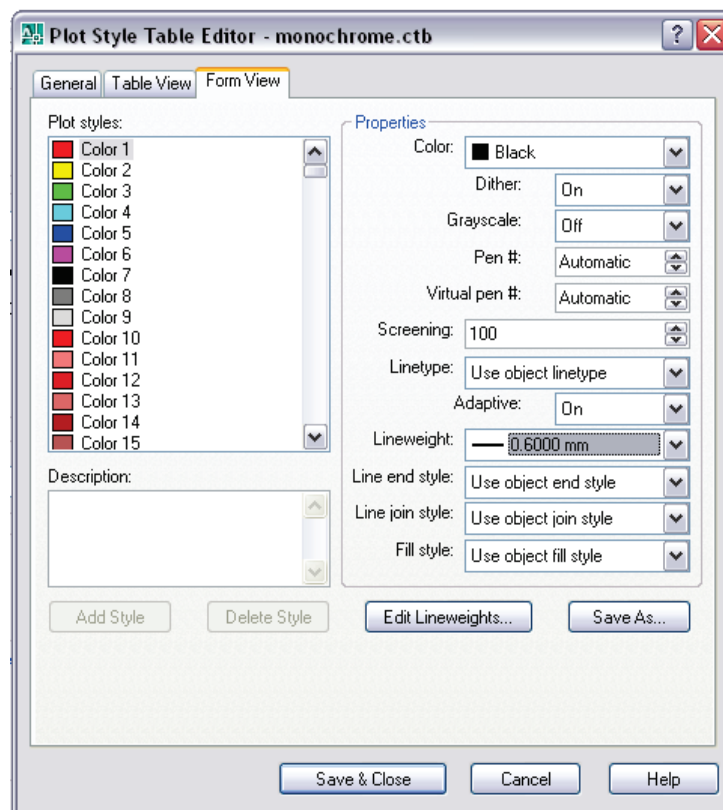 Plot Style Table Editor - monochrome.ctb
General
Table View
Form View
Plot styles:
Color 1
Color 2
Color 3
Color 4
Color 5
Color 6
Color 7
Color 8
Color 9
Color 10
Color 11
Color 12
Color 13
Color 14
Color 15
Description:
Add Style
Delete Style
Properties
Color: Black
Dither: On
Grayscale: Off
Pen #: Automatic
Virtual pen #: Automatic
Screening: 100
Linetype: Use object linetype
Adaptive: On
Lineweight: 0.6000 mm
Line end style: Use object end style
Line join style: Use object join style
Fill style: Use object fill style
Edit Lineweights...
Save As...
Save & Close
Cancel
Help